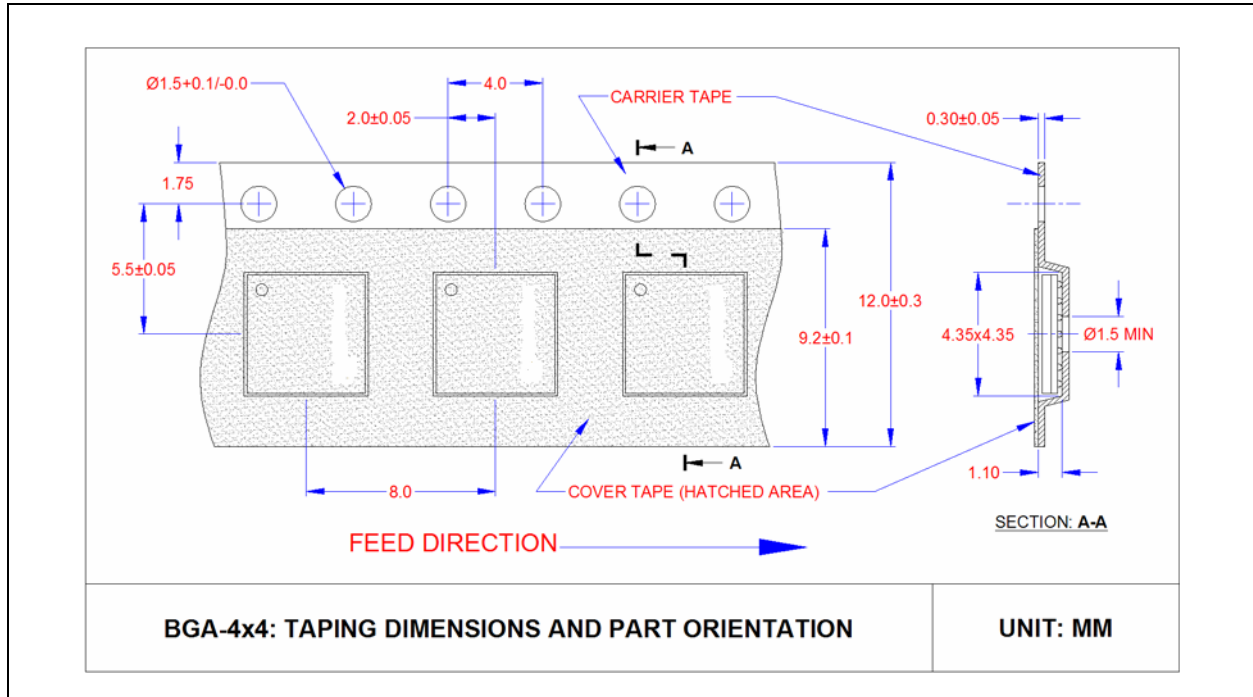 Ø1.5+0.1/-0.0
4.0
CARRIER TAPE
0.30±0.05
2.0±0.05
A
1.75
5.5±0.05
12.0±0.3
9.2±0.1
4.35x4.35
Ø1.5 MIN
A
1.10
8.0
COVER TAPE (HATCHED AREA)
SECTION: A-A
FEED DIRECTION
BGA-4x4: TAPING DIMENSIONS AND PART ORIENTATION
UNIT: MM